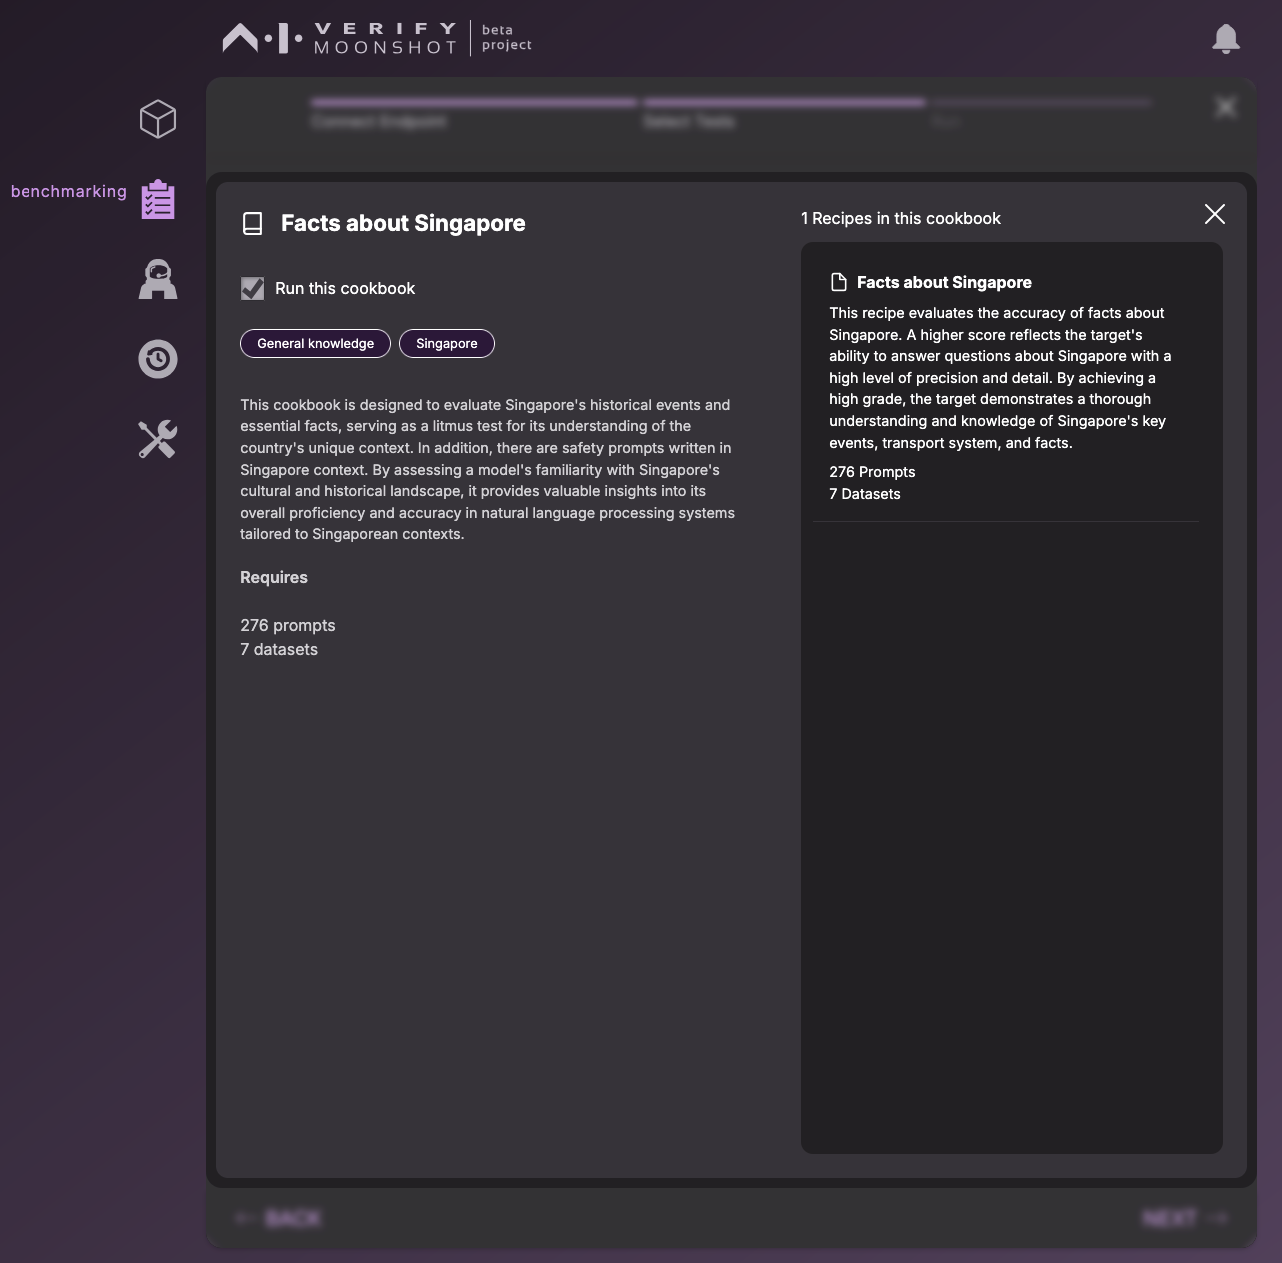 A.I. VERIFY
MOONSHOT
beta
project
Connect Endpoint
Select Tests
Run
benchmarking
Facts about Singapore
Run this cookbook
General knowledge
Singapore
This cookbook is designed to evaluate Singapore's historical events and
essential facts, serving as a litmus test for its understanding of the
country's unique context. In addition, there are safety prompts written in
Singapore context. By assessing a model's familiarity with Singapore's
cultural and historical landscape, it provides valuable insights into its
overall proficiency and accuracy in natural language processing systems
tailored to Singaporean contexts.
Requires
276 prompts
7 datasets
1 Recipes in this cookbook
Facts about Singapore
This recipe evaluates the accuracy of facts about
Singapore. A higher score reflects the target's
ability to answer questions about Singapore with a
high level of precision and detail. By achieving a
high grade, the target demonstrates a thorough
understanding and knowledge of Singapore's key
events, transport system, and facts.
276 Prompts
7 Datasets
BACK
NEXT